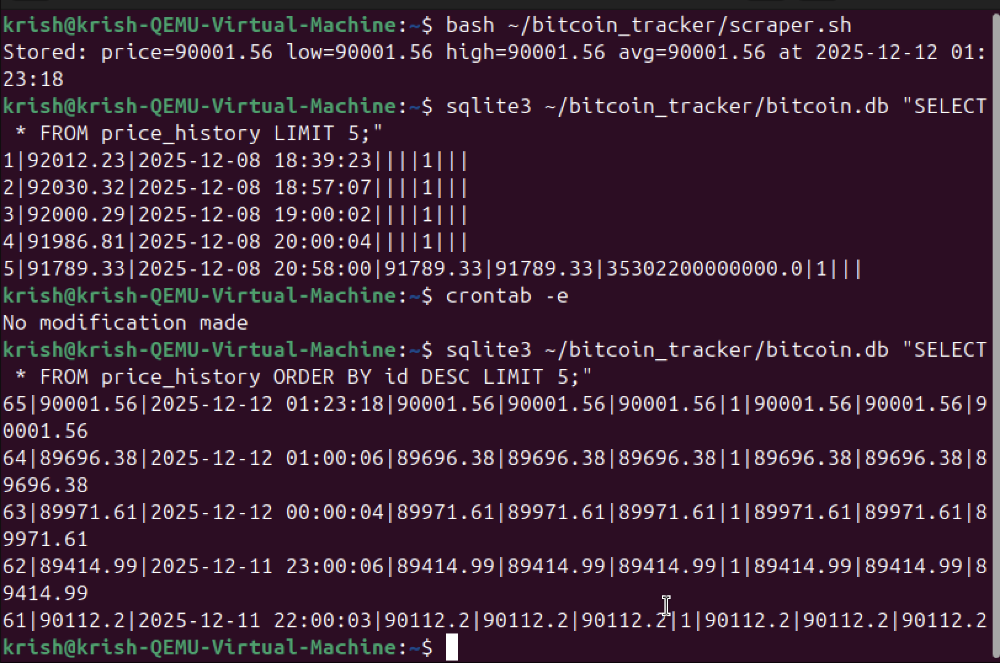 krish@krish-QEMU-Virtual-Machine:~$ bash ~/bitcoin_tracker/scraper.sh
Stored: price=90001.56 low=90001.56 high=90001.56 avg=90001.56 at 2025-12-12 01:
23:18
krish@krish-QEMU-Virtual-Machine:~$ sqlite3 ~/bitcoin_tracker/bitcoin.db "SELECT
 * FROM price_history LIMIT 5;"
1|92012.23|2025-12-08 18:39:23||||1|||
2|92030.32|2025-12-08 18:57:07||||1|||
3|92000.29|2025-12-08 19:00:02||||1|||
4|91986.81|2025-12-08 20:00:04||||1|||
5|91789.33|2025-12-08 20:58:00|91789.33|91789.33|35302200000000.0|1|||
krish@krish-QEMU-Virtual-Machine:~$ crontab -e
No modification made
krish@krish-QEMU-Virtual-Machine:~$ sqlite3 ~/bitcoin_tracker/bitcoin.db "SELECT
 * FROM price_history ORDER BY id DESC LIMIT 5;"
65|90001.56|2025-12-12 01:23:18|90001.56|90001.56|90001.56|1|90001.56|90001.56|9
0001.56
64|89696.38|2025-12-12 01:00:06|89696.38|89696.38|89696.38|1|89696.38|89696.38|8
9696.38
63|89971.61|2025-12-12 00:00:04|89971.61|89971.61|89971.61|1|89971.61|89971.61|8
9971.61
62|89414.99|2025-12-11 23:00:06|89414.99|89414.99|89414.99|1|89414.99|89414.99|8
9414.99
61|90112.2|2025-12-11 22:00:03|90112.2|90112.2|90112.2|1|90112.2|90112.2|90112.2
krish@krish-QEMU-Virtual-Machine:~$